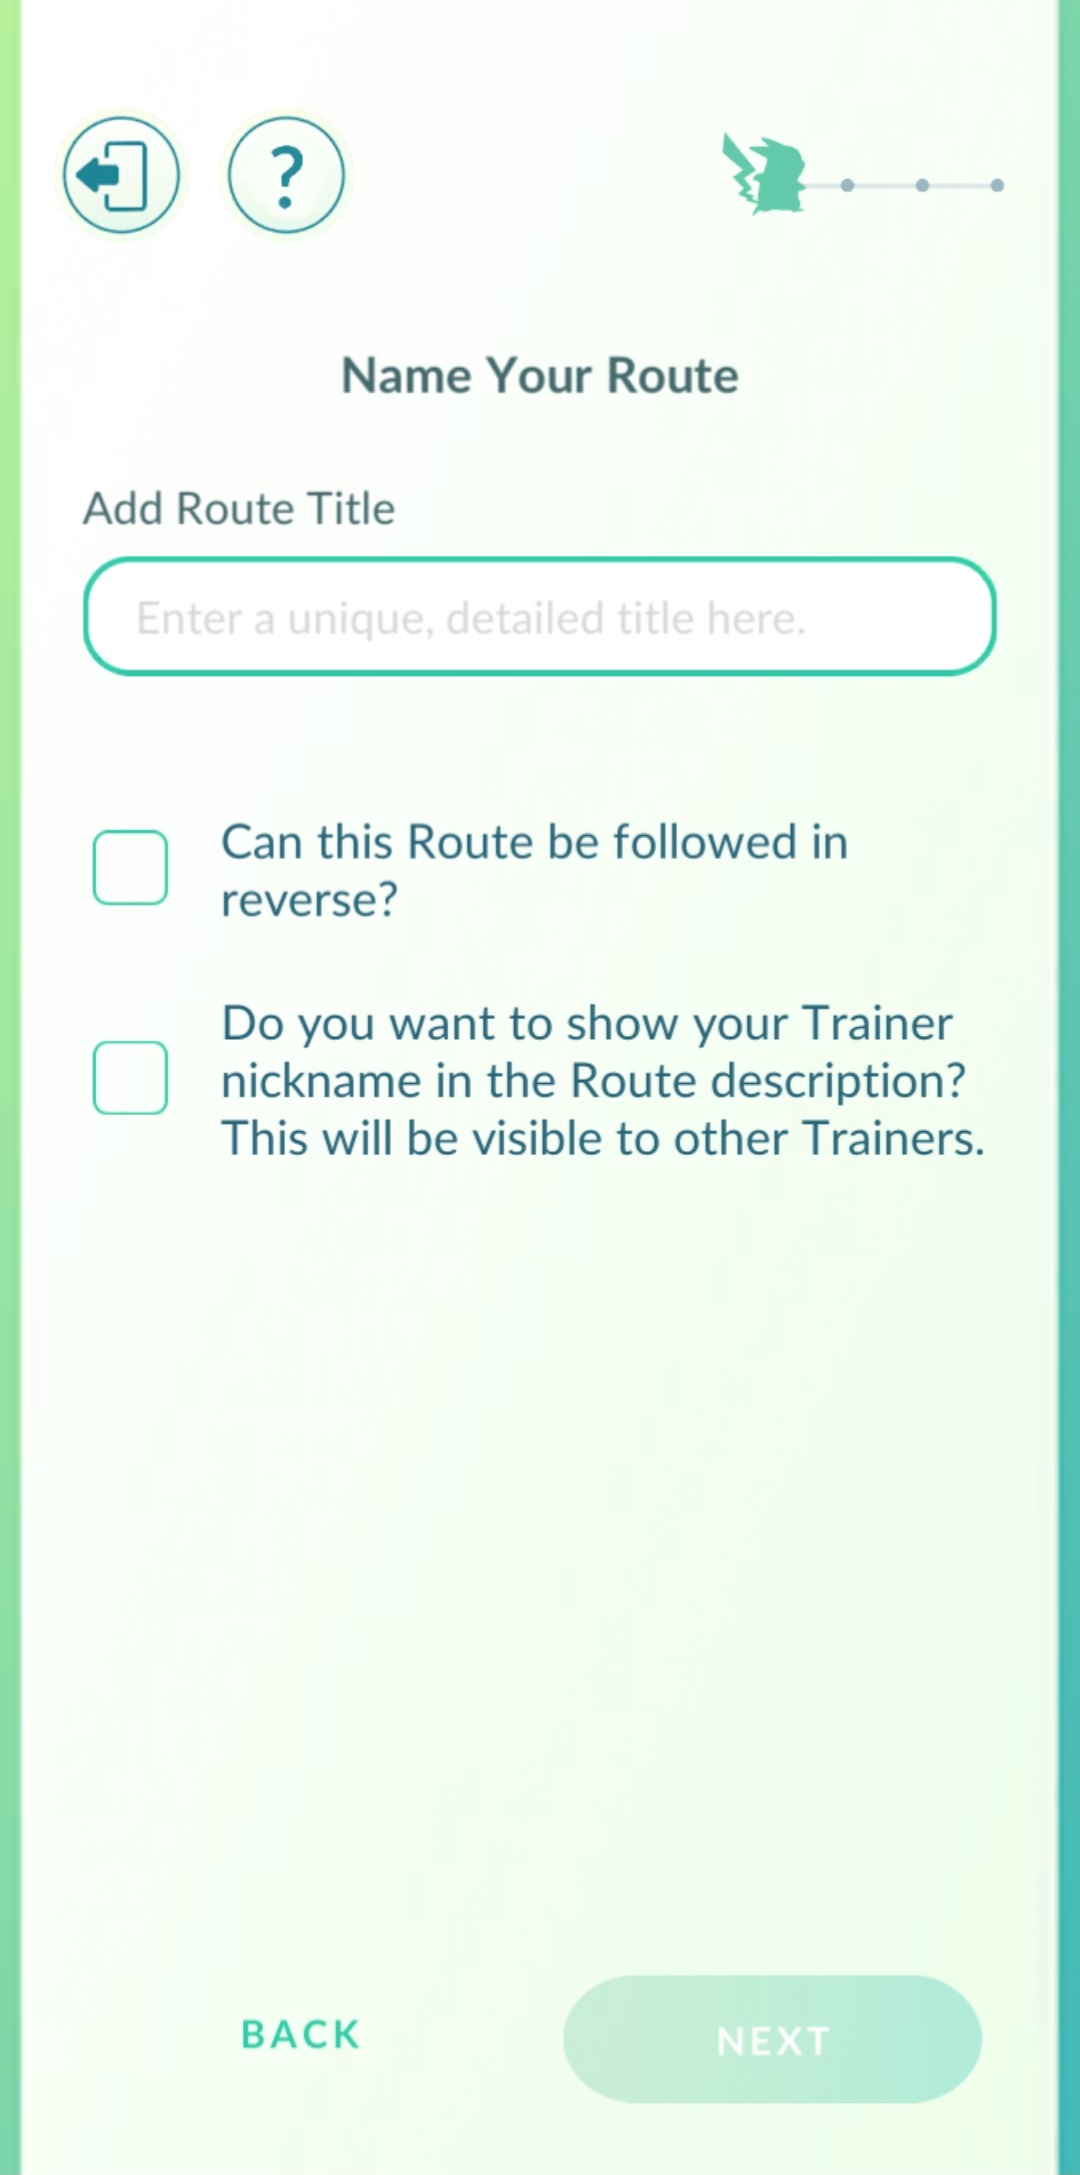 ?
Name Your Route
Add Route Title
Enter a unique, detailed title here.
Can this Route be followed in
reverse?
Do you want to show your Trainer
nickname in the Route description?
This will be visible to other Trainers.
BACK
NEXT